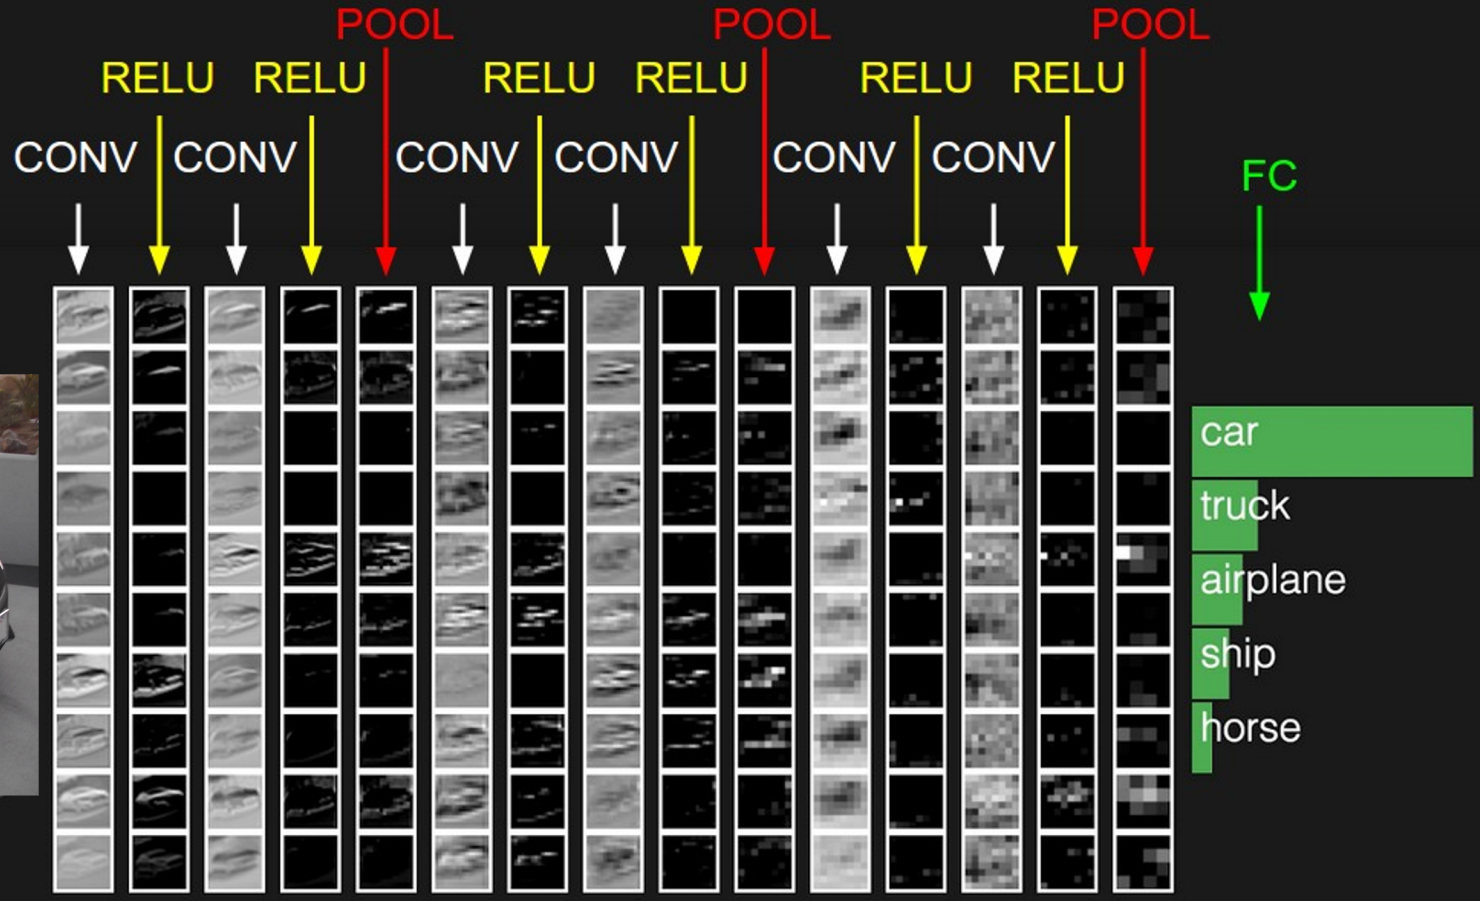 POOL POOL POOL
RELU RELU RELU RELU RELU RELU
CONV CONV CONV CONV CONV CONV
FC
car
truck
airplane
ship
horse